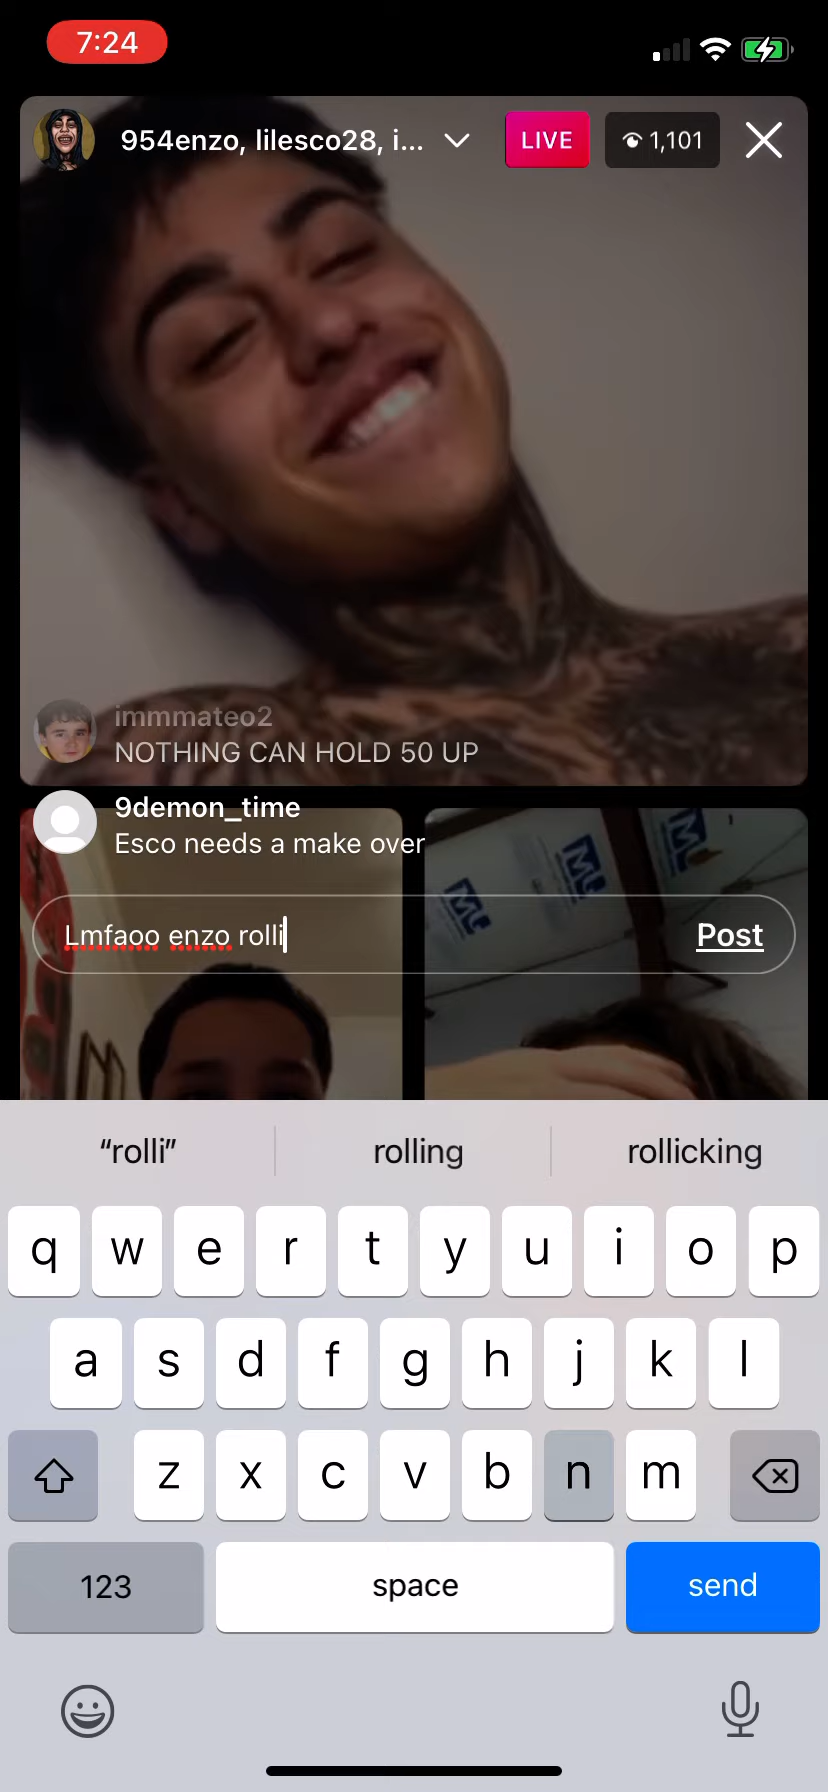 7:24
954enzo, lilesco28, i...
LIVE
1,101
immmateo2
NOTHING CAN HOLD 50 UP
9demon_time
Esco needs a make over
Lmfaoo enzo rolli
Post
“rolli”
rolling
rollicking
q w e r t y u i o p
a s d f g h j k l
z x c v b n m
123
space
send